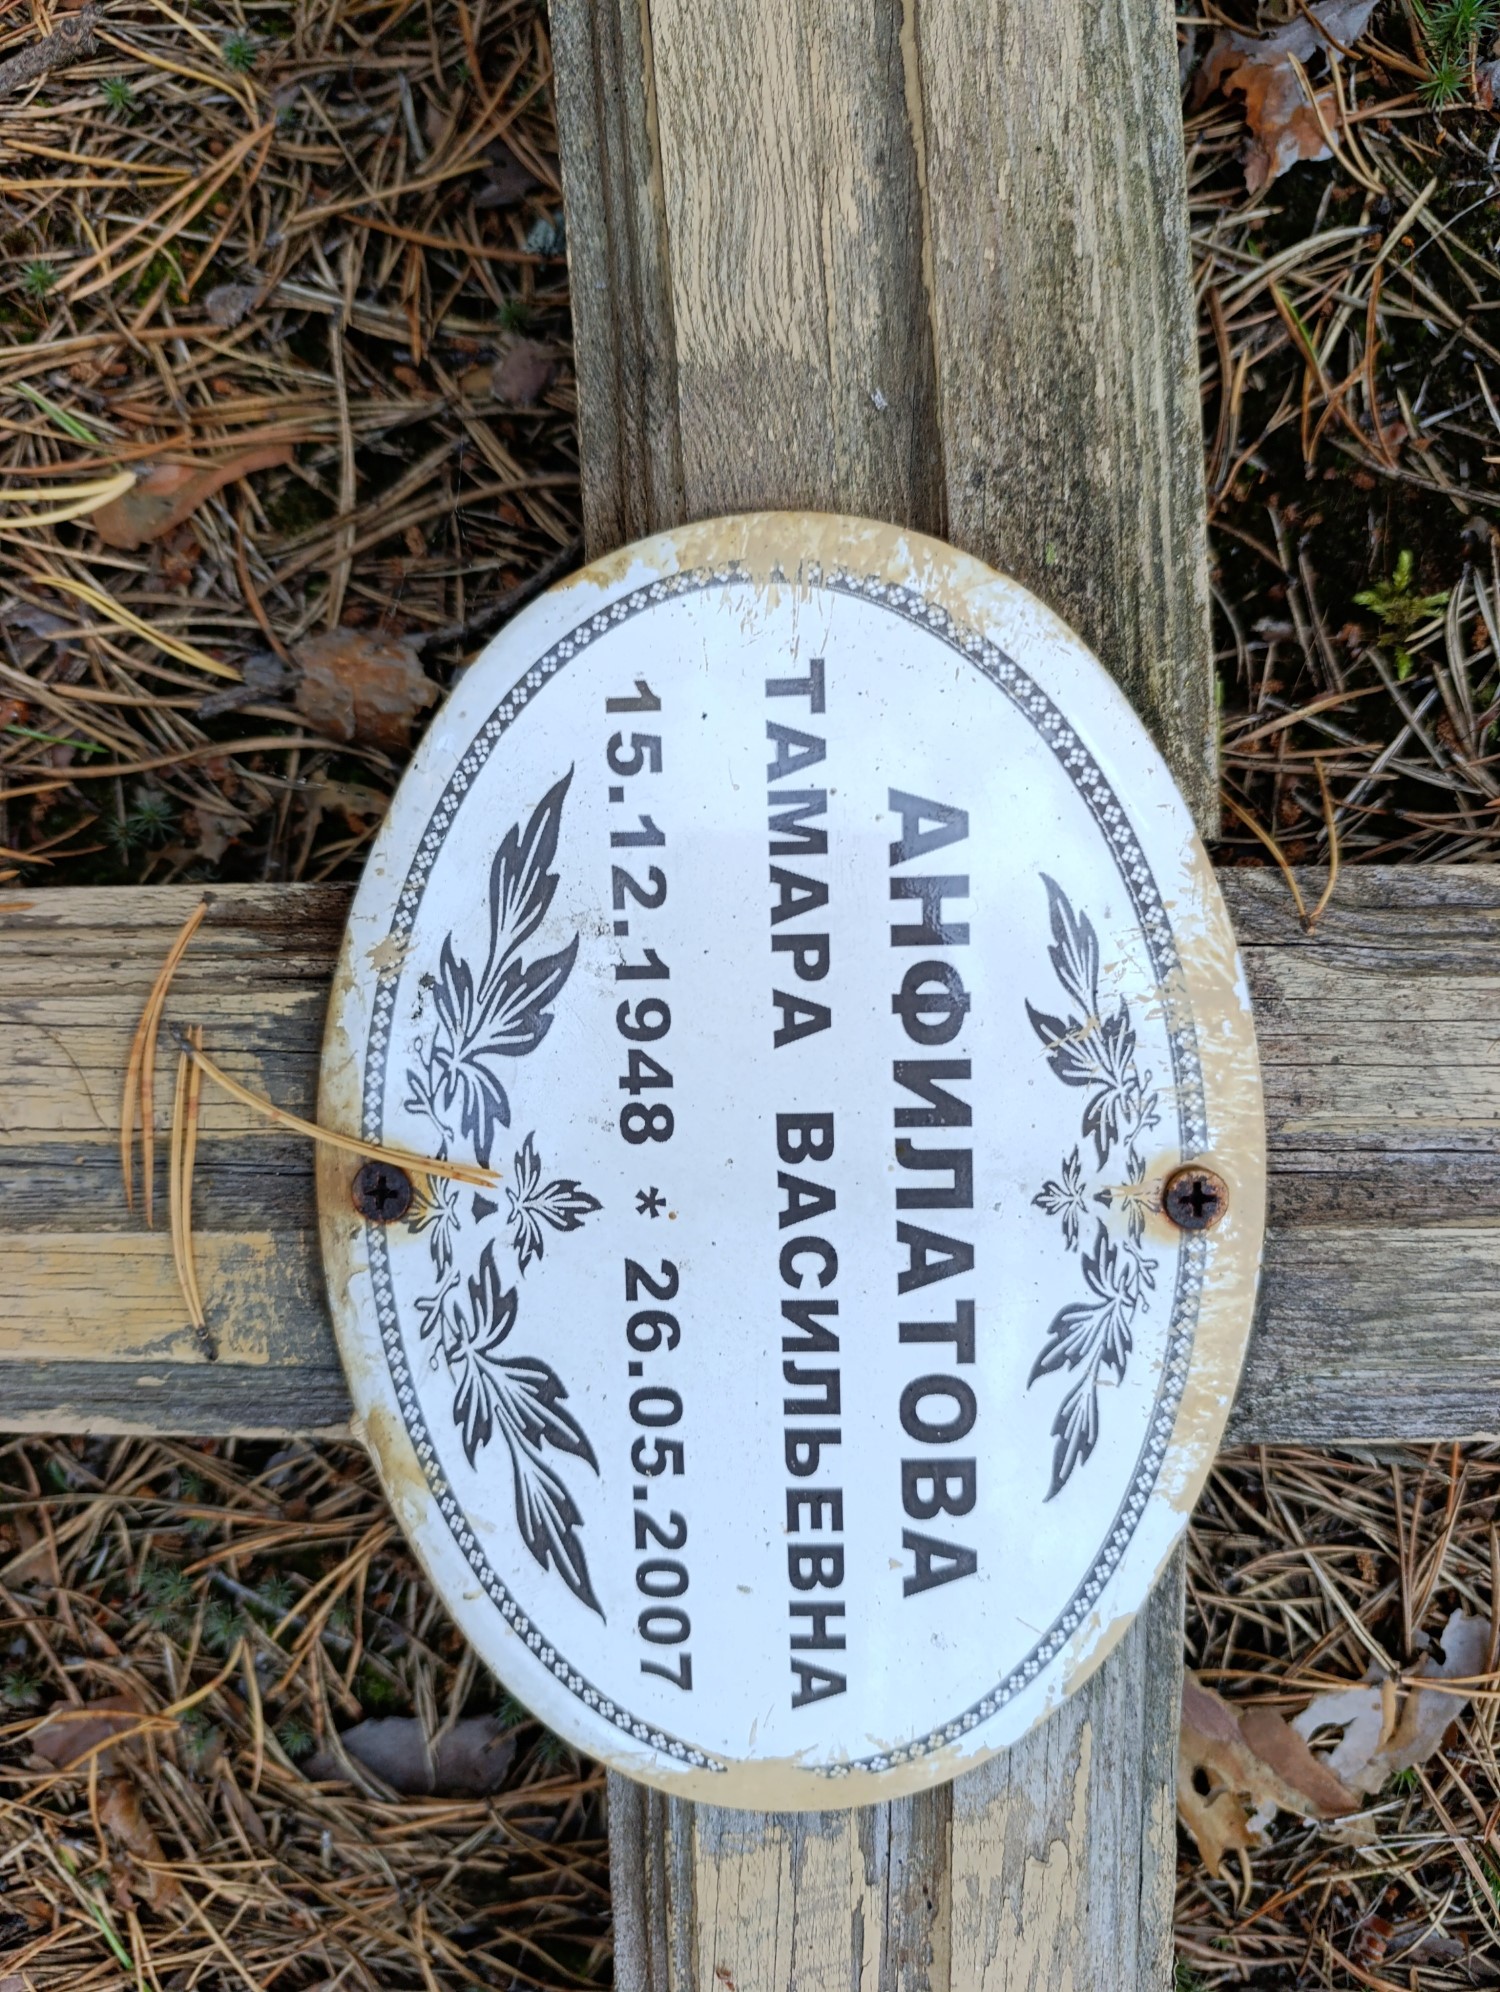 АНФИЛАТОВА
ТАМАРА ВАСИЛЬЕВНА
15.12.1948 * 26.05.2007